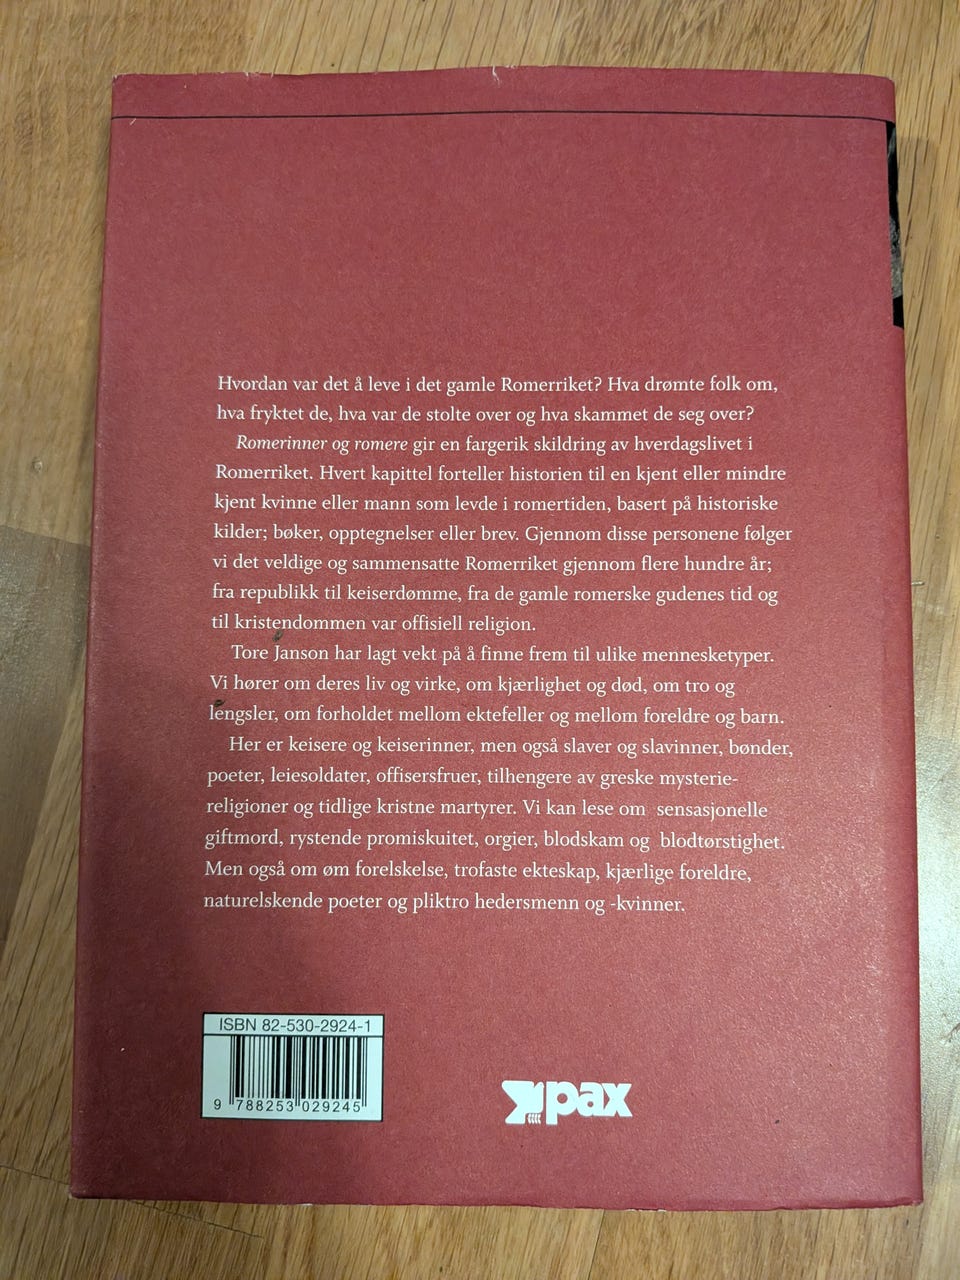 Hvordan var det å leve i det gamle Romerriket? Hva drømte folk om,
hva fryktet de, hva var de stolte over og hva skammet de seg over?
Romerinner og romere gir en fargerik skildring av hverdagslivet i
Romerriket. Hvert kapittel forteller historien til en kjent eller mindre
kjent kvinne eller mann som levde i romertiden, basert på historiske
kilder; bøker, opptegnelser eller brev. Gjennom disse personene følger
vi det veldige og sammensatte Romerriket gjennom flere hundre år;
fra republikk til keiserdømme, fra de gamle romerske gudenes tid og
til kristendommen var offisiell religion.
Tore Janson har lagt vekt på å finne frem til ulike mennesketyper.
Vi hører om deres liv og virke, om kjærlighet og død, om tro og
lengsler, om forholdet mellom ektefeller og mellom foreldre og barn.
Her er keisere og keiserinner, men også slaver og slavinner, bønder,
poeter, leiesoldater, offisersfruer, tilhengere av greske mysterie-
religioner og tidlige kristne martyrer. Vi kan lese om sensasjonelle
giftmord, rystende promiskuitet, orgier, blodskam og blodtørstighet.
Men også om øm forelskelse, trofaste ekteskap, kjærlige foreldre,
naturelskende poeter og pliktro hedersmenn og -kvinner.
ISBN 82-530-2924-1
9 788253 029245
pax